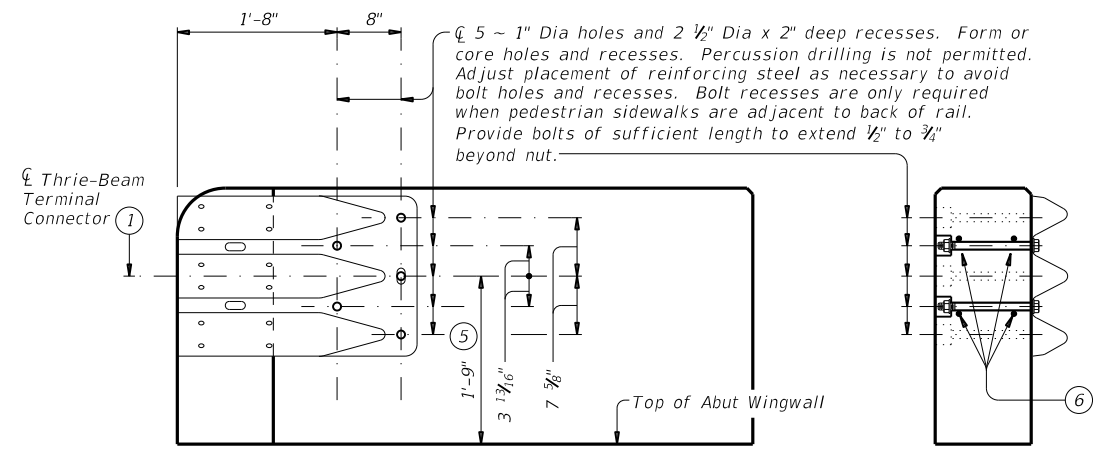 1'-8"
8"
℄ 5 ~ 1" Dia holes and 2 ½" Dia x 2" deep recesses. Form or
core holes and recesses. Percussion drilling is not permitted.
Adjust placement of reinforcing steel as necessary to avoid
bolt holes and recesses. Bolt recesses are only required
when pedestrian sidewalks are adjacent to back of rail.
Provide bolts of sufficient length to extend ½" to ¾"
beyond nut.
℄ Thrie-Beam
Terminal
Connector 1
5
1'-9"
3 13/16"
7 5/8"
Top of Abut Wingwall
6